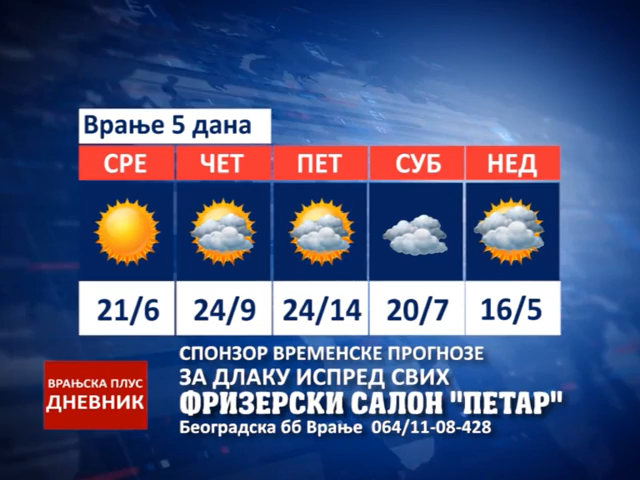 Врање 5 дана
СРЕ ЧЕТ ПЕТ СУБ НЕД
21/6 24/9 24/14 20/7 16/5
ВРАЊСКА ПЛУС
ДНЕВНИК
СПОНЗОР ВРЕМЕНСКЕ ПРОГНОЗЕ
ЗА ДЛАКУ ИСПРЕД СВИХ
ФРИЗЕРСКИ САЛОН "ПЕТАР"
Београдска бб Врање 064/11-08-428